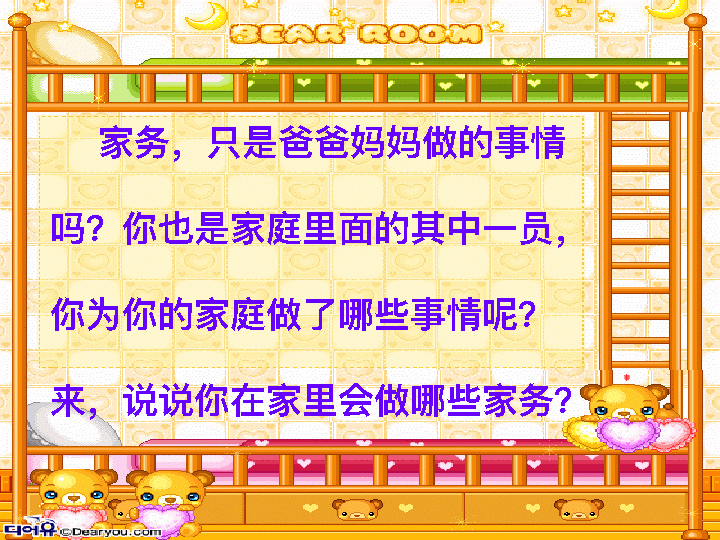 BEAR ROOM
家务，只是爸爸妈妈做的事情
吗？你也是家庭里面的其中一员，
你为你的家庭做了哪些事情呢？
来，说说你在家里会做哪些家务？
디어유 ©Dearyou.com